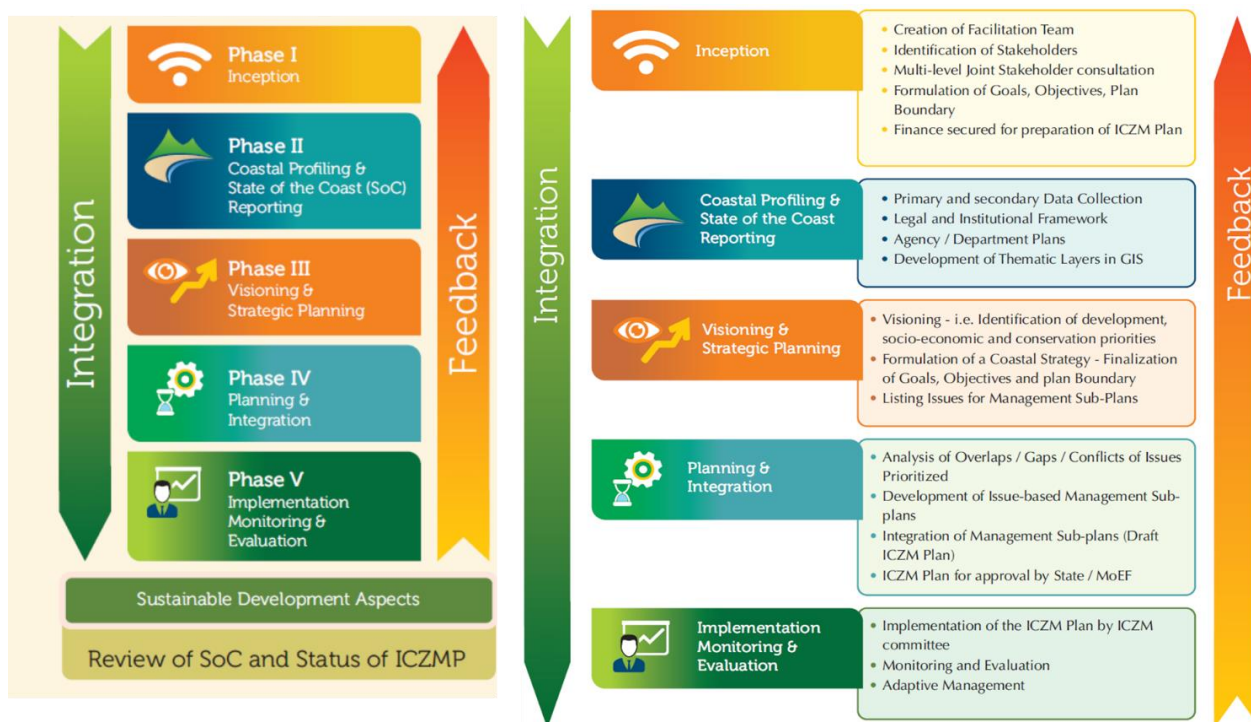 Integration
Phase I
Inception
Phase II
Coastal Profiling &
State of the Coast (SoC)
Reporting
Phase III
Visioning &
Strategic Planning
Phase IV
Planning &
Integration
Phase V
Implementation
Monitoring &
Evaluation
Feedback
Sustainable Development Aspects
Review of SoC and Status of ICZMP
Integration
Inception
• Creation of Facilitation Team
• Identification of Stakeholders
• Multi-level Joint Stakeholder consultation
• Formulation of Goals, Objectives, Plan
Boundary
• Finance secured for preparation of ICZM Plan
Coastal Profiling &
State of the Coast
Reporting
• Primary and secondary Data Collection
• Legal and Institutional Framework
• Agency / Department Plans
• Development of Thematic Layers in GIS
Visioning &
Strategic Planning
• Visioning - i.e. Identification of development,
socio-economic and conservation priorities
• Formulation of a Coastal Strategy - Finalization
of Goals, Objectives and plan Boundary
• Listing Issues for Management Sub-Plans
Planning &
Integration
• Analysis of Overlaps / Gaps / Conflicts of Issues
Prioritized
• Development of Issue-based Management Sub-
plans
• Integration of Management Sub-plans (Draft
ICZM Plan)
• ICZM Plan for approval by State / MoEF
Implementation
Monitoring &
Evaluation
• Implementation of the ICZM Plan by ICZM
committee
• Monitoring and Evaluation
• Adaptive Management
Feedback